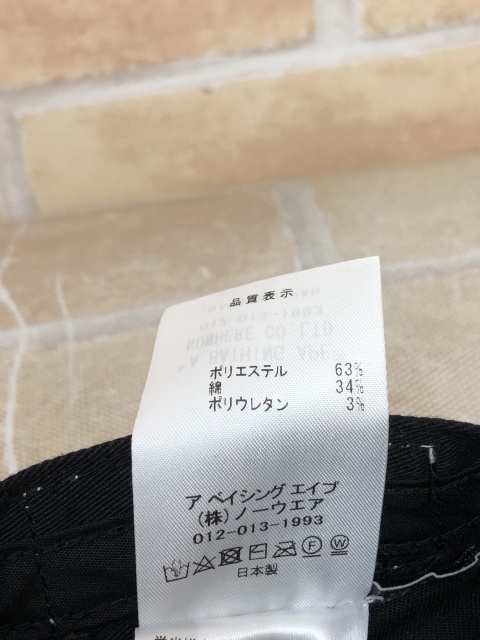 品質表示
ポリエステル 63%
綿 34%
ポリウレタン 3%
ア ベイシング エイプ
(株)ノーウエア
012-013-1993
日本製